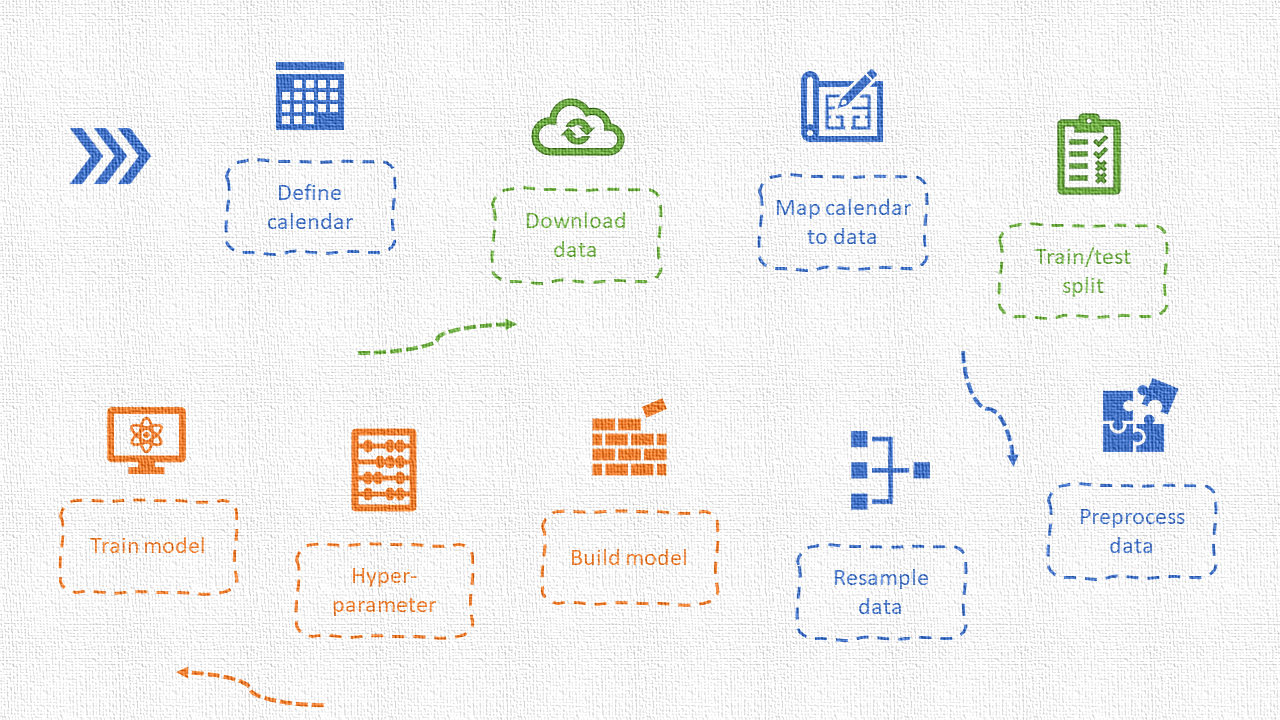 Define
calendar
Download
data
Map calendar
to data
Train/test
split
Train model
Hyper-
parameter
Build model
Resample
data
Preprocess
data